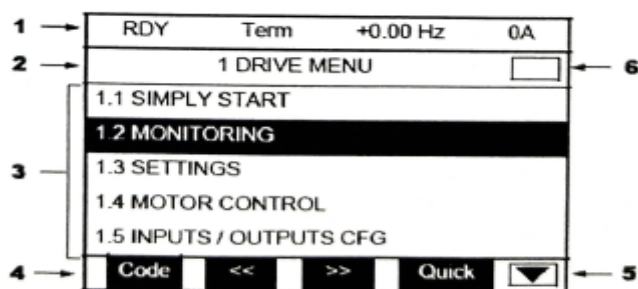 1 RDY Term +0.00 Hz 0A
2 1 DRIVE MENU 6
1.1 SIMPLY START
1.2 MONITORING
3 1.3 SETTINGS
1.4 MOTOR CONTROL
1.5 INPUTS / OUTPUTS CFG
4 Code << >> Quick 5